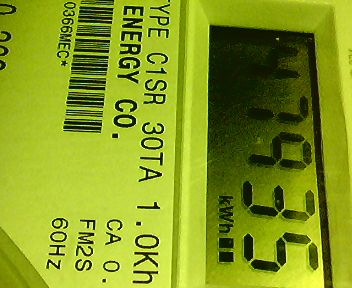 47935
kWh
TYPE C1SR 30TA 1.0Kh
ENERGY CO.
CA 0.
FM2S
60Hz
0366MEC*